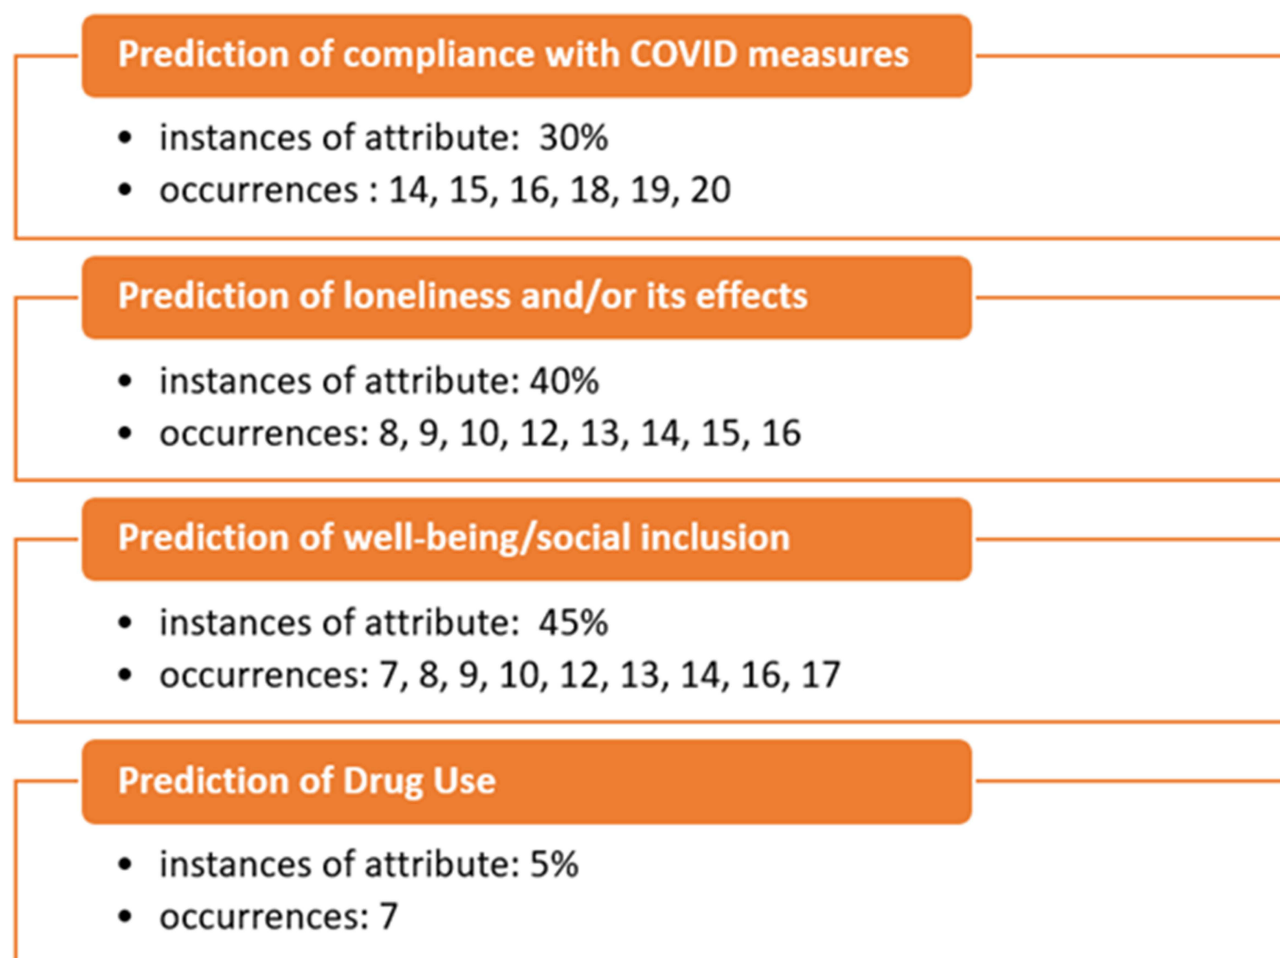 Prediction of compliance with COVID measures
• instances of attribute:  30%
• occurrences : 14, 15, 16, 18, 19, 20
Prediction of loneliness and/or its effects
• instances of attribute: 40%
• occurrences: 8, 9, 10, 12, 13, 14, 15, 16
Prediction of well-being/social inclusion
• instances of attribute:  45%
• occurrences: 7, 8, 9, 10, 12, 13, 14, 16, 17
Prediction of Drug Use
• instances of attribute: 5%
• occurrences: 7